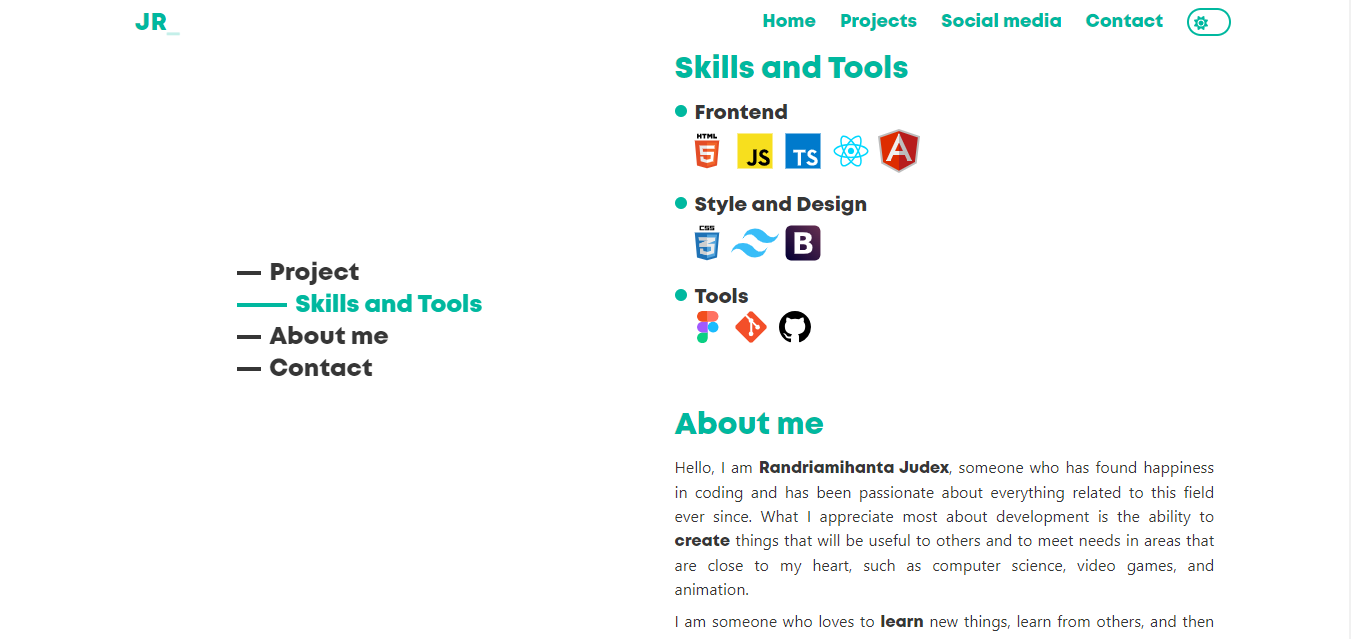 JR_
Home Projects Social media Contact
Project
Skills and Tools
About me
Contact
Skills and Tools
Frontend
HTML 5 JS TS A
Style and Design
CSS 3 B
Tools
About me
Hello, I am Randriamihanta Judex, someone who has found happiness
in coding and has been passionate about everything related to this field
ever since. What I appreciate most about development is the ability to
create things that will be useful to others and to meet needs in areas that
are close to my heart, such as computer science, video games, and
animation.
I am someone who loves to learn new things, learn from others, and then